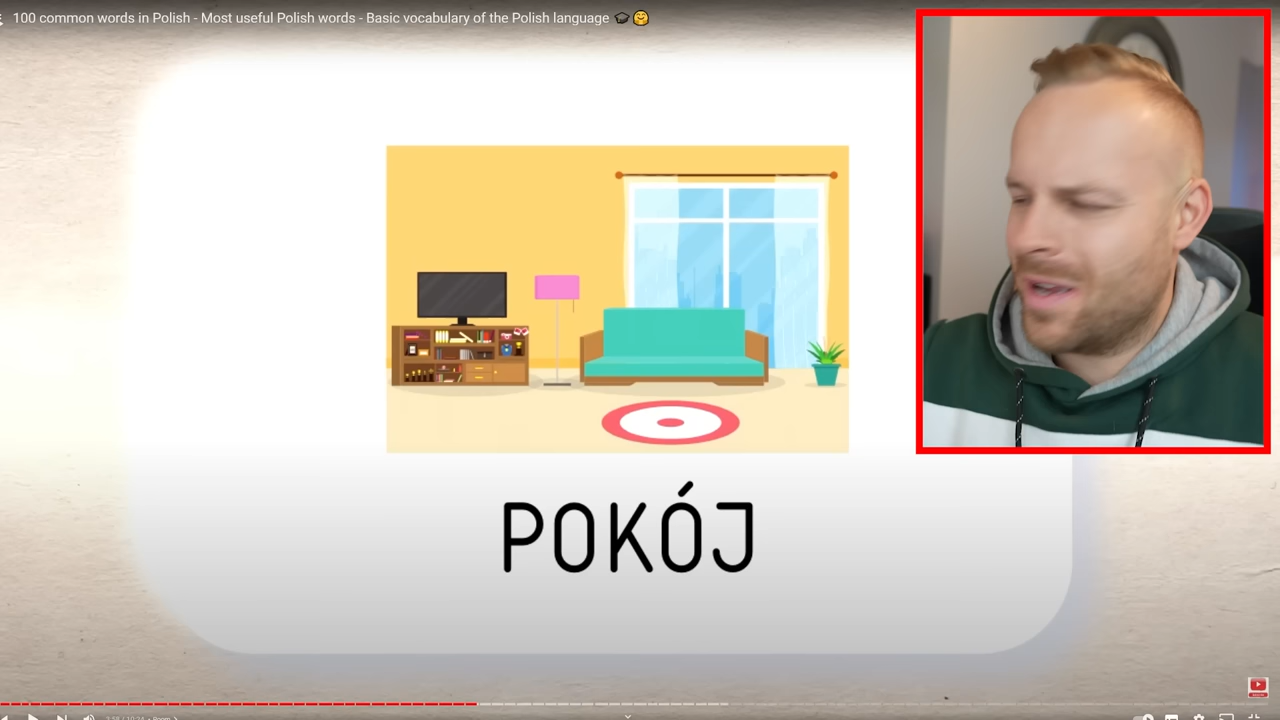 100 common words in Polish - Most useful Polish words - Basic vocabulary of the Polish language 🎓🤗
POKÓJ